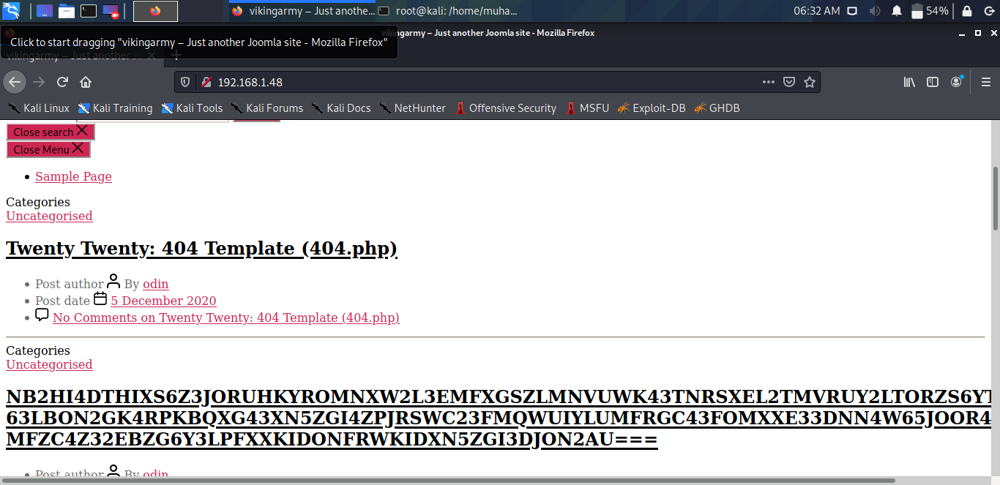 vikingarmy – Just anothe...
root@kali: /home/muha...
06:32 AM
54%
vikingarmy – Just another Joomla site - Mozilla Firefox
Click to start dragging "vikingarmy – Just another Joomla site - Mozilla Firefox"
vikingarmy – Just another Jo
192.168.1.48
Kali Linux
Kali Training
Kali Tools
Kali Forums
Kali Docs
NetHunter
Offensive Security
MSFU
Exploit-DB
GHDB
Close search
Close Menu
Sample Page
Categories
Uncategorised
Twenty Twenty: 404 Template (404.php)
Post author By odin
Post date 5 December 2020
No Comments on Twenty Twenty: 404 Template (404.php)
Categories
Uncategorised
NB2HI4DTHIXS6Z3JORUHKYROMNXW2L3EMFXGSZLMNVUWK43TNRSXEL2TMVRUY2LTORZS6YT
63LBON2GK4RPKBQXG43XN5ZGI4ZPJRSWC23FMQWUIYLUMFRGC43FOMXXE33DNN4W65JOOR4
MFZC4Z32EBZG6Y3LPFXXKIDONFRWKIDXN5ZGI3DJON2AU===
Post author By odin